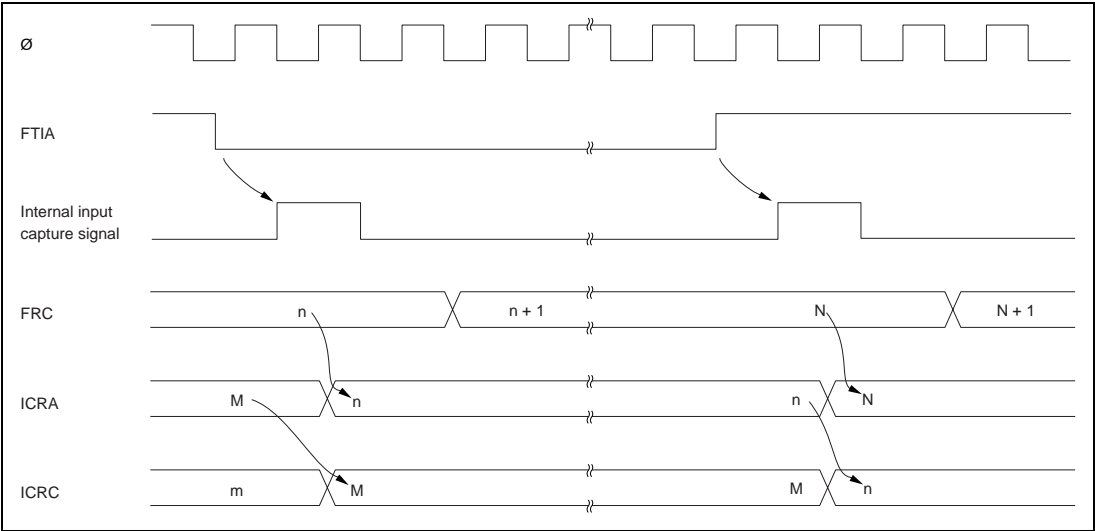 Ø
FTIA
Internal input
capture signal
FRC n n + 1 N N + 1
ICRA M n n N
ICRC m M M n